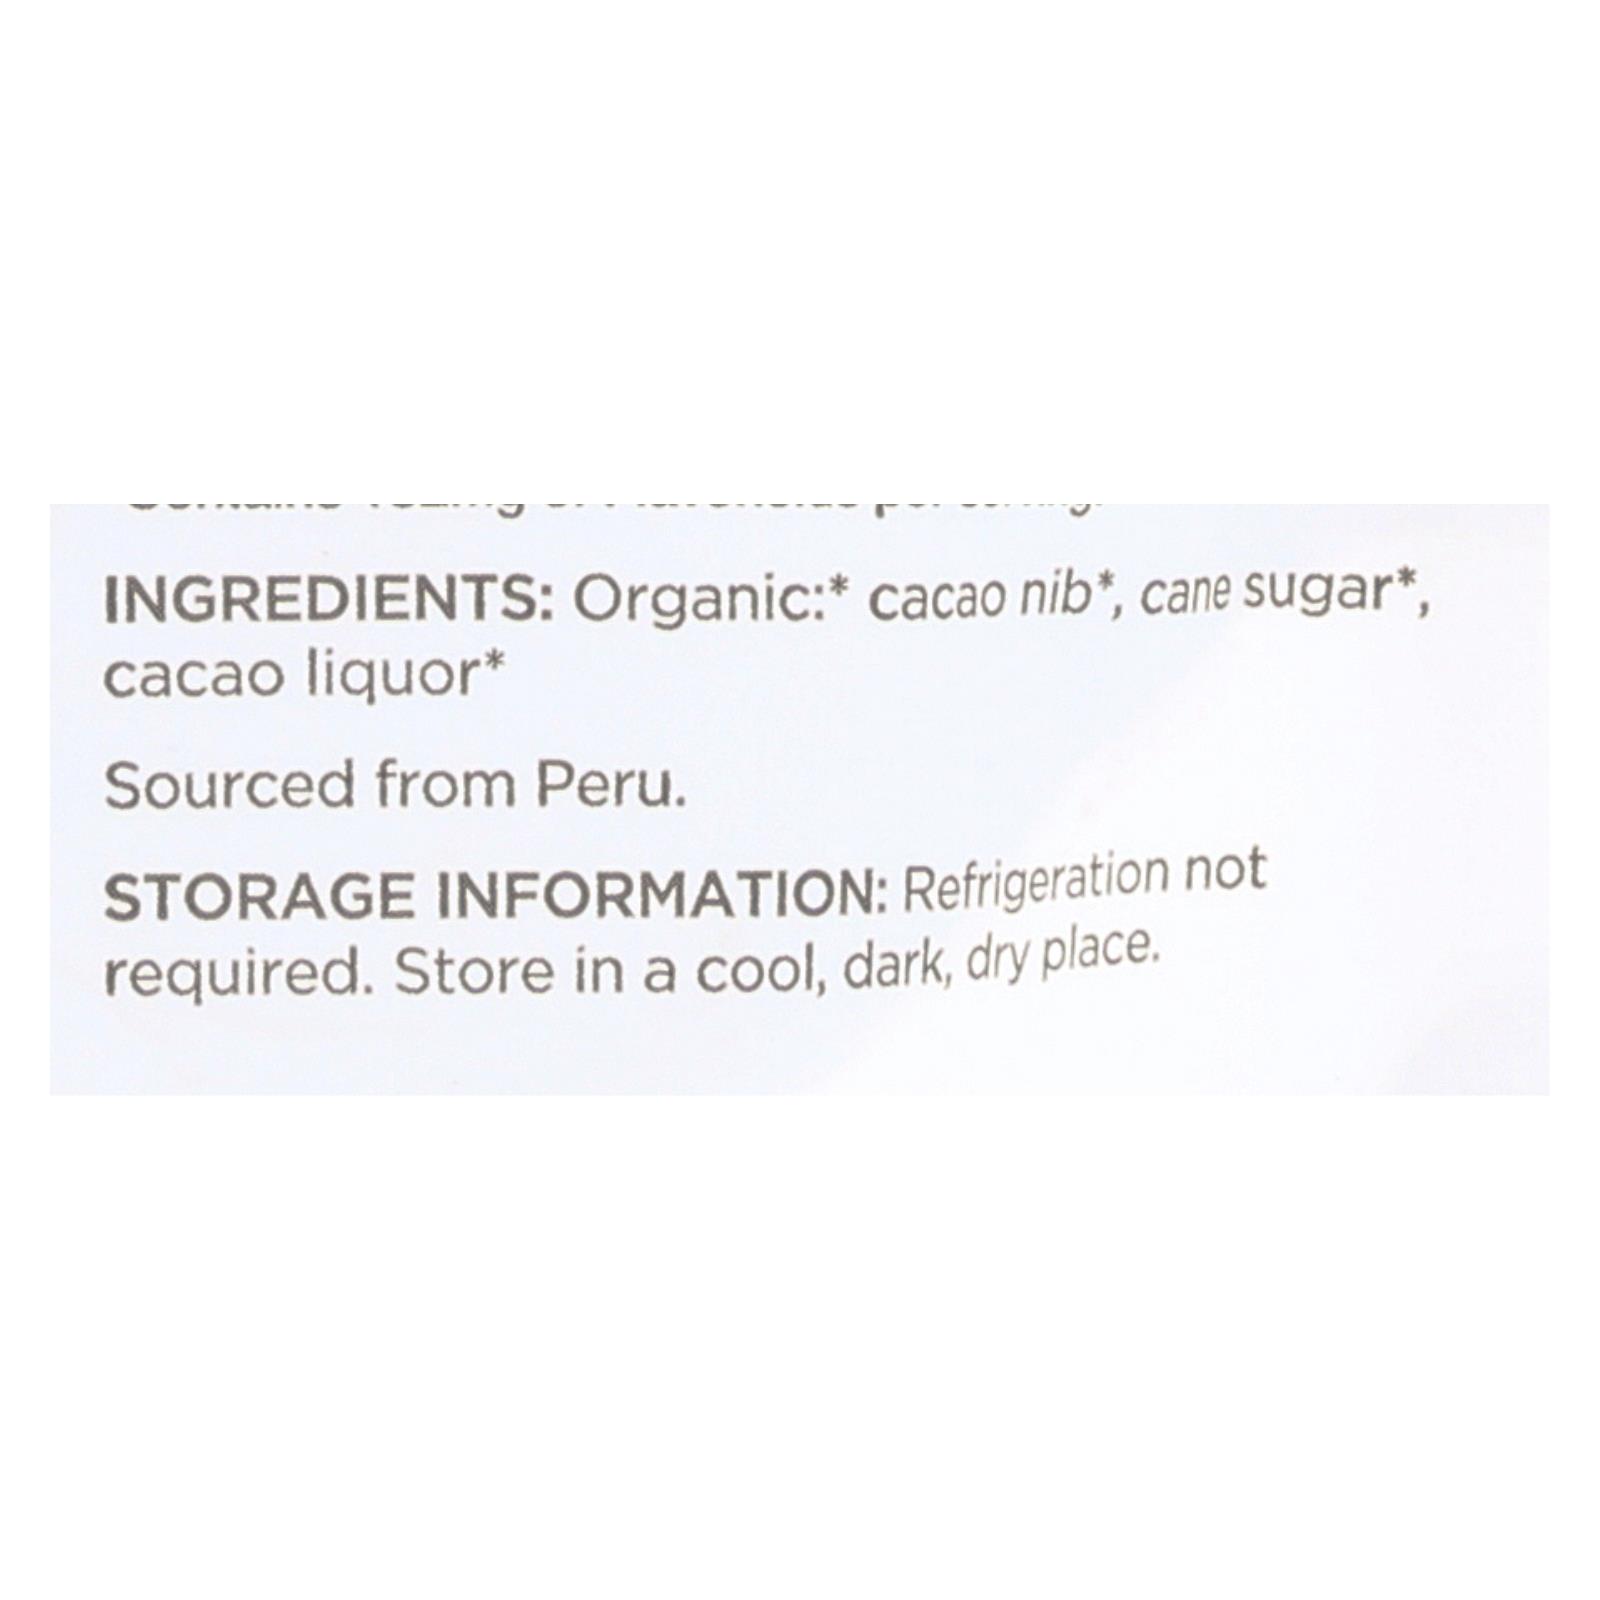 Contains
INGREDIENTS: Organic:* cacao nib*, cane sugar*,
cacao liquor*
Sourced from Peru.
STORAGE INFORMATION: Refrigeration not
required. Store in a cool, dark, dry place.